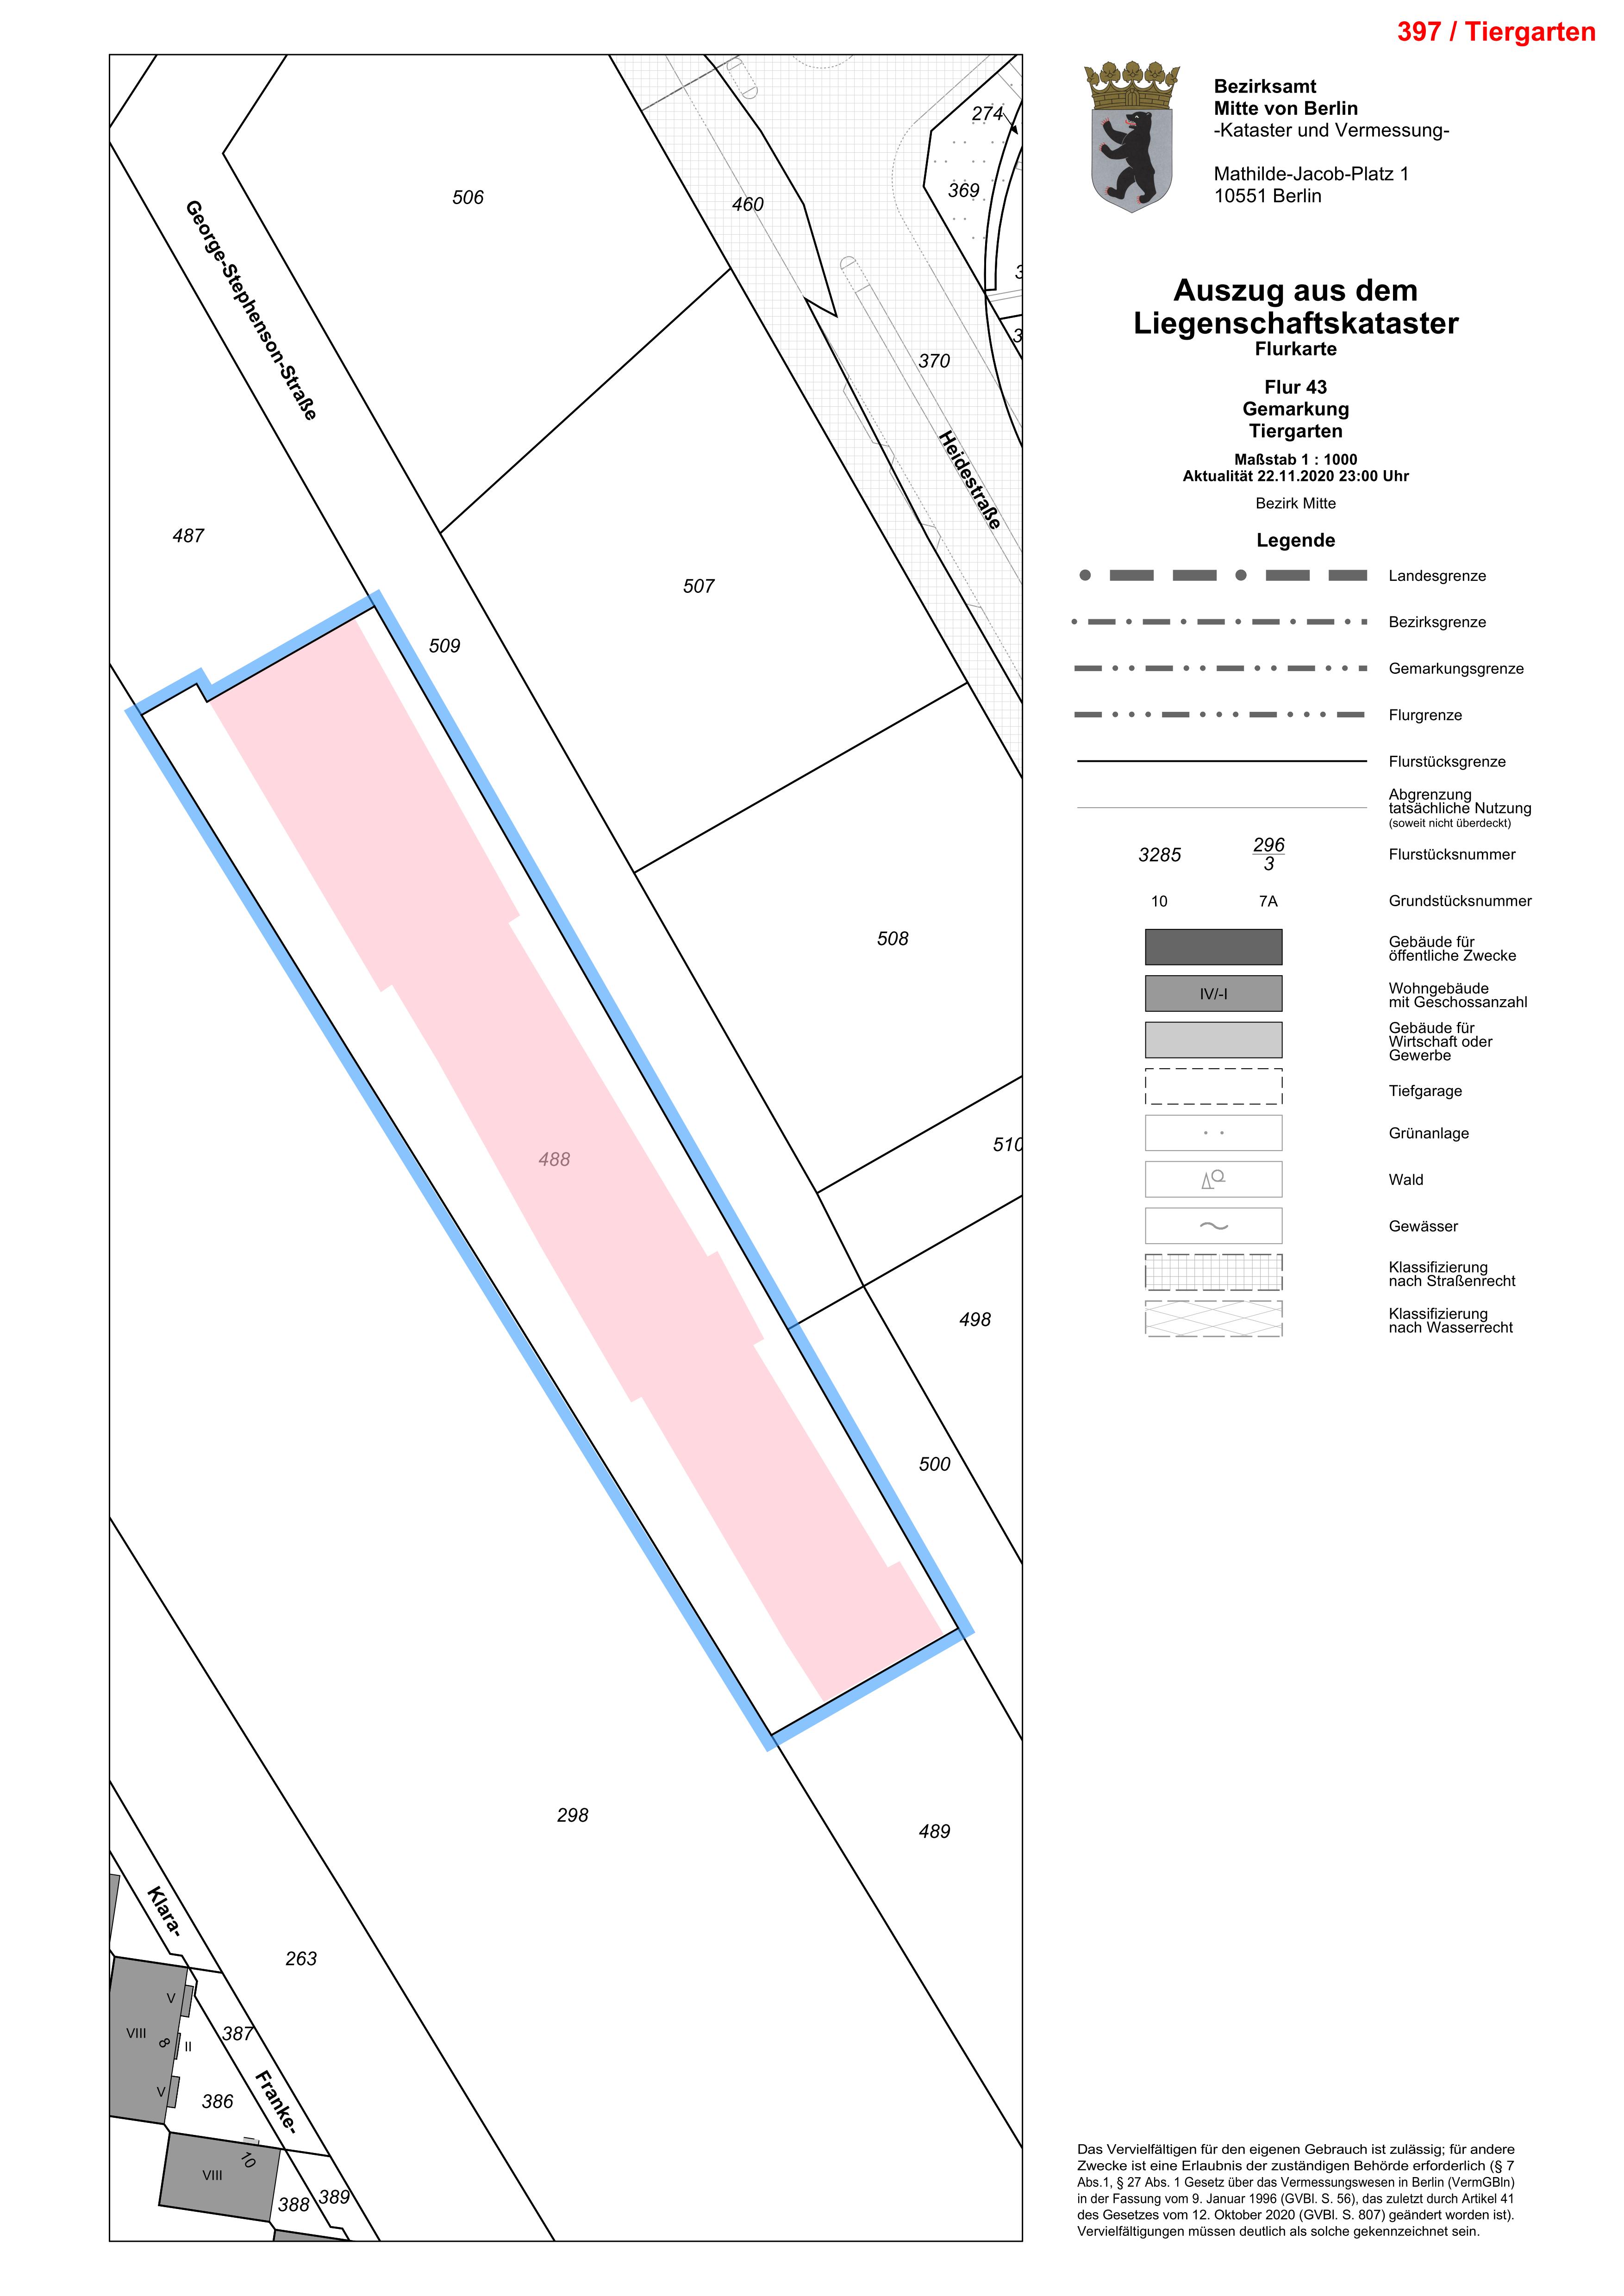 397 / Tiergarten
Bezirksamt
Mitte von Berlin
-Kataster und Vermessung-
Mathilde-Jacob-Platz 1
10551 Berlin
Auszug aus dem
Liegenschaftskataster
Flurkarte
Flur 43
Gemarkung
Tiergarten
Maßstab 1 : 1000
Aktualität 22.11.2020 23:00 Uhr
Bezirk Mitte
Legende
Landesgrenze
Bezirksgrenze
Gemarkungsgrenze
Flurgrenze
Flurstücksgrenze
Abgrenzung
tatsächliche Nutzung
(soweit nicht überdeckt)
3285 296
3
Flurstücksnummer
10 7A Grundstücksnummer
Gebäude für
öffentliche Zwecke
IV/-I
Wohngebäude
mit Geschossanzahl
Gebäude für
Wirtschaft oder
Gewerbe
Tiefgarage
Grünanlage
Wald
Gewässer
Klassifizierung
nach Straßenrecht
Klassifizierung
nach Wasserrecht
Das Vervielfältigen für den eigenen Gebrauch ist zulässig; für andere
Zwecke ist eine Erlaubnis der zuständigen Behörde erforderlich (§ 7
Abs.1, § 27 Abs. 1 Gesetz über das Vermessungswesen in Berlin (VermGBln)
in der Fassung vom 9. Januar 1996 (GVBl. S. 56), das zuletzt durch Artikel 41
des Gesetzes vom 12. Oktober 2020 (GVBl. S. 807) geändert worden ist).
Vervielfältigungen müssen deutlich als solche gekennzeichnet sein.
274
369
506
460
George-Stephenson-Straße
3
3
370
Heidestraße
487
507
509
508
510
488
498
500
298
489
Klara-
263
V
VIII
8
II
387
V
386
Franke-
10
VIII
388
389